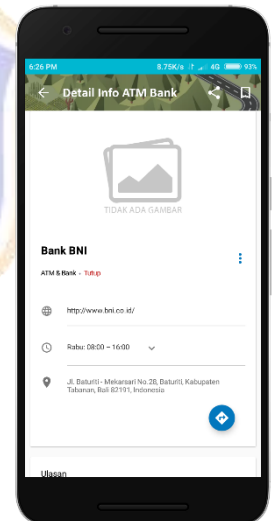 6:26 PM 8.75K/s 4G 93%
Detail Info ATM Bank
TIDAK ADA GAMBAR
Bank BNI
ATM & Bank - Tutup
http://www.bni.co.id/
Rabu: 08:00 – 16:00
Jl. Baturiti - Mekarsari No.28, Baturiti, Kabupaten
Tabanan, Bali 82191, Indonesia
Ulasan